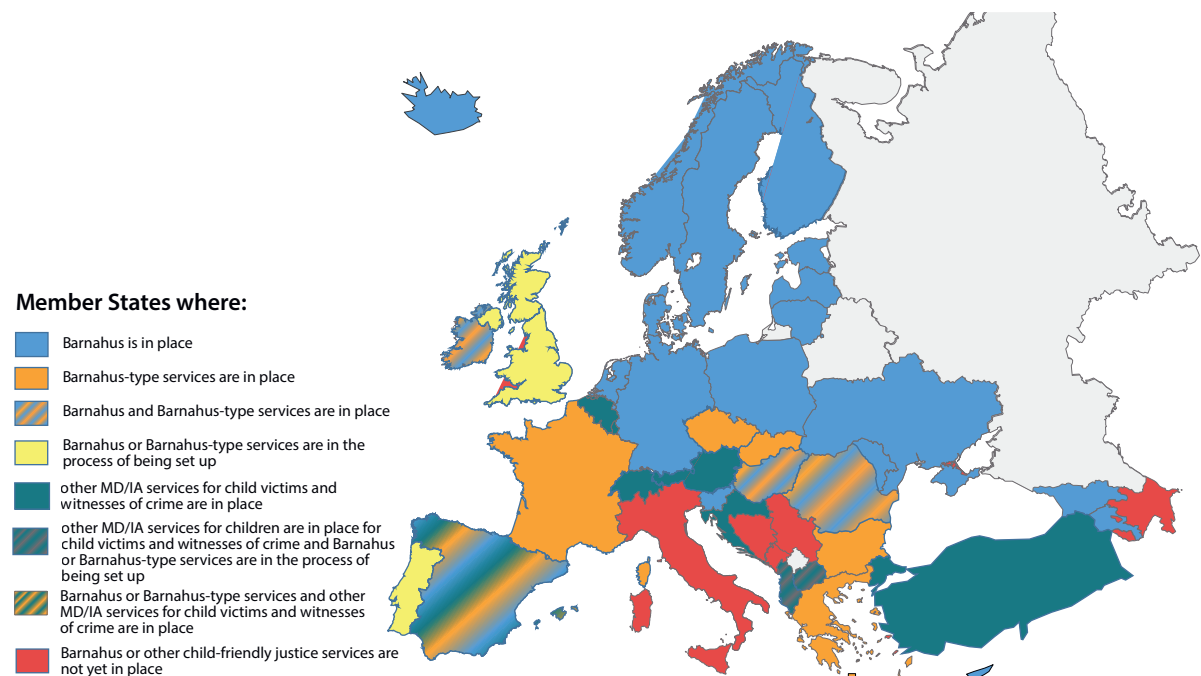 Member States where:
Barnahus is in place
Barnahus-type services are in place
Barnahus and Barnahus-type services are in place
Barnahus or Barnahus-type services are in the
process of being set up
other MD/IA services for child victims and
witnesses of crime are in place
other MD/IA services for children are in place for
child victims and witnesses of crime and Barnahus
or Barnahus-type services are in the process of
being set up
Barnahus or Barnahus-type services and other
MD/IA services for child victims and witnesses
of crime are in place
Barnahus or other child-friendly justice services are
not yet in place